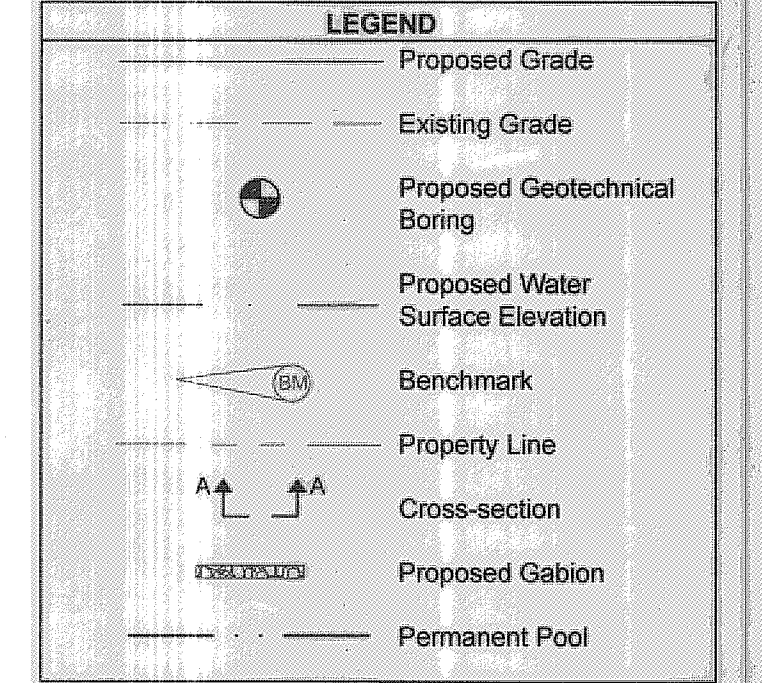 LEGEND
Proposed Grade
Existing Grade
Proposed Geotechnical
Boring
Proposed Water
Surface Elevation
BM Benchmark
Property Line
A A Cross-section
Proposed Gabion
Permanent Pool